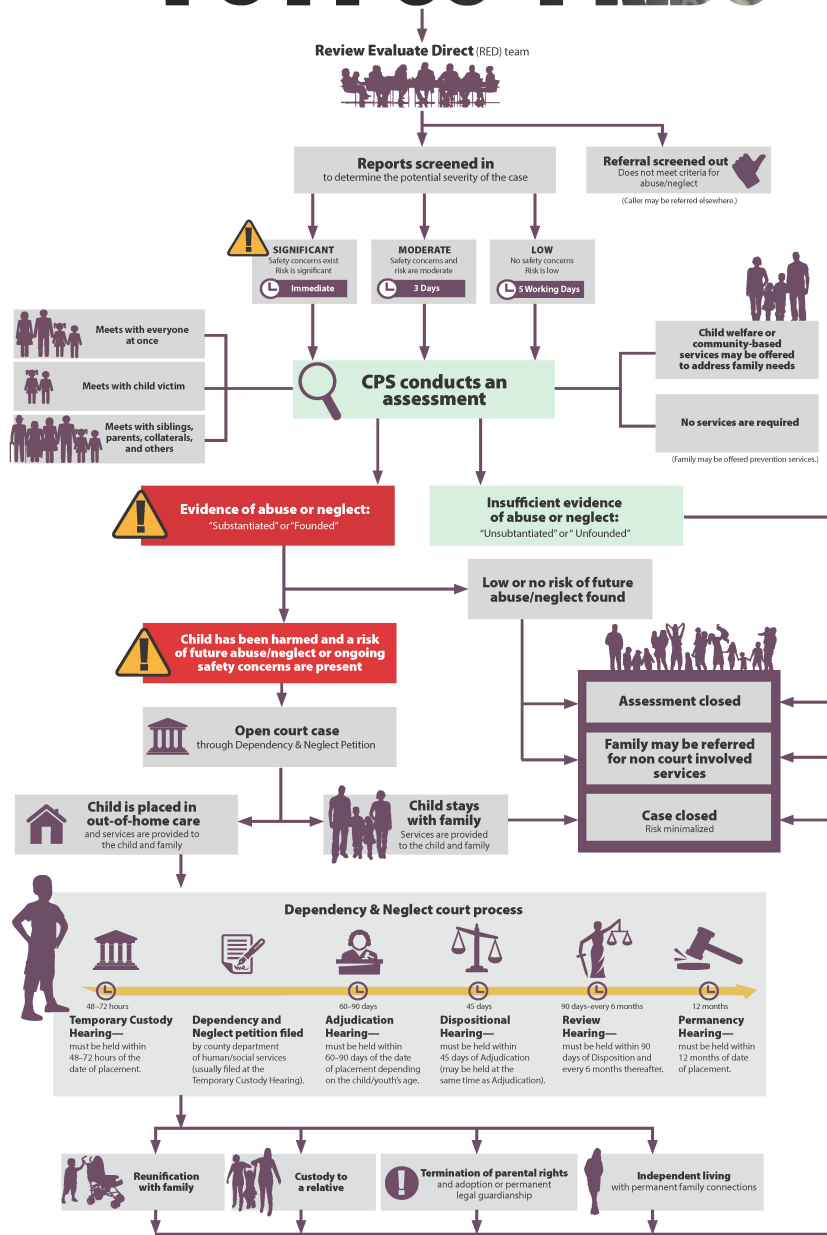 Review Evaluate Direct (RED) team
Reports screened in
to determine the potential severity of the case
Referral screened out
Does not meet criteria for
abuse/neglect
(Caller may be referred elsewhere.)
SIGNIFICANT
Safety concerns exist
Risk is significant
Immediate
MODERATE
Safety concerns and
risk are moderate
3 Days
LOW
No safety concerns
Risk is low
5 Working Days
Meets with everyone
at once
Meets with child victim
Meets with siblings,
parents, collaterals,
and others
CPS conducts an
assessment
Child welfare or
community-based
services may be offered
to address family needs
No services are required
(Family may be offered prevention services.)
Evidence of abuse or neglect:
“Substantiated” or “Founded”
Insufficient evidence
of abuse or neglect:
“Unsubtantiated” or “ Unfounded”
Low or no risk of future
abuse/neglect found
Child has been harmed and a risk
of future abuse/neglect or ongoing
safety concerns are present
Open court case
through Dependency & Neglect Petition
Assessment closed
Family may be referred
for non court involved
services
Case closed
Risk minimalized
Child is placed in
out-of-home care
and services are provided to
the child and family
Child stays
with family
Services are provided
to the child and family
Dependency & Neglect court process
48–72 hours
Temporary Custody
Hearing—
must be held within
48–72 hours of the
date of placement.
Dependency and
Neglect petition filed
by county department
of human/social services
(usually filed at the
Temporary Custody Hearing).
60–90 days
Adjudication
Hearing—
must be held within
60–90 days of the date
of placement depending
on the child/youth’s age.
45 days
Dispositional
Hearing—
must be held within
45 days of Adjudication
(may be held at the
same time as Adjudication).
90 days–every 6 months
Review
Hearing—
must be held within 90
days of Disposition and
every 6 months thereafter.
12 months
Permanency
Hearing—
must be held within
12 months of date
of placement.
Reunification
with family
Custody to
a relative
Termination of parental rights
and adoption or permanent
legal guardianship
Independent living
with permanent family connections